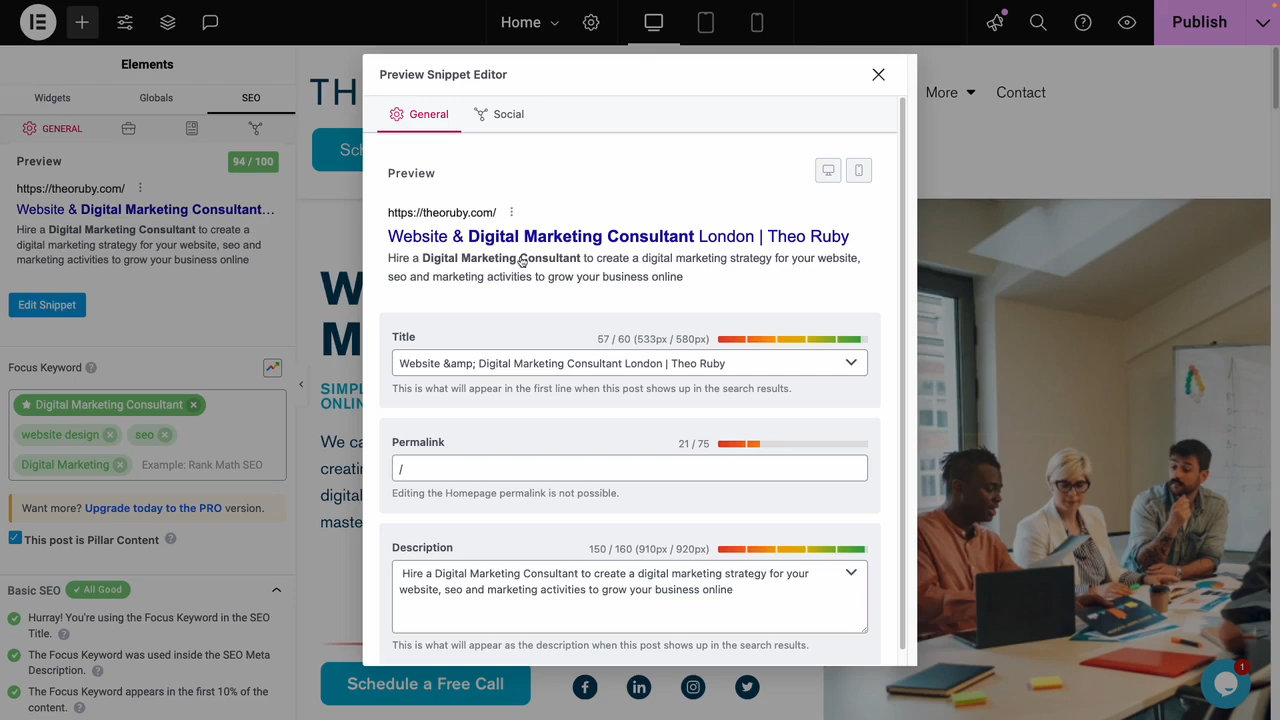 Home
Publish
Elements
Widgets
Globals
SEO
GENERAL
Preview
94 / 100
https://theoruby.com/
Website & Digital Marketing Consultant...
Hire a Digital Marketing Consultant to create a
digital marketing strategy for your website, seo and
marketing activities to grow your business online
Edit Snippet
Focus Keyword
Digital Marketing Consultant
website design
seo
Digital Marketing
Example: Rank Math SEO
Want more? Upgrade today to the PRO version.
This post is Pillar Content
Basic SEO
All Good
Hurray! You're using the Focus Keyword in the SEO
Title.
The Focus Keyword was used inside the SEO Meta
Description.
The Focus Keyword appears in the first 10% of the
content.
Preview Snippet Editor
General
Social
Preview
https://theoruby.com/
Website & Digital Marketing Consultant London | Theo Ruby
Hire a Digital Marketing Consultant to create a digital marketing strategy for your website,
seo and marketing activities to grow your business online
Title
57 / 60 (533px / 580px)
Website &amp; Digital Marketing Consultant London | Theo Ruby
This is what will appear in the first line when this post shows up in the search results.
Permalink
21 / 75
/
Editing the Homepage permalink is not possible.
Description
150 / 160 (910px / 920px)
Hire a Digital Marketing Consultant to create a digital marketing strategy for your
website, seo and marketing activities to grow your business online
This is what will appear as the description when this post shows up in the search results.
More
Contact
Schedule a Free Call
1